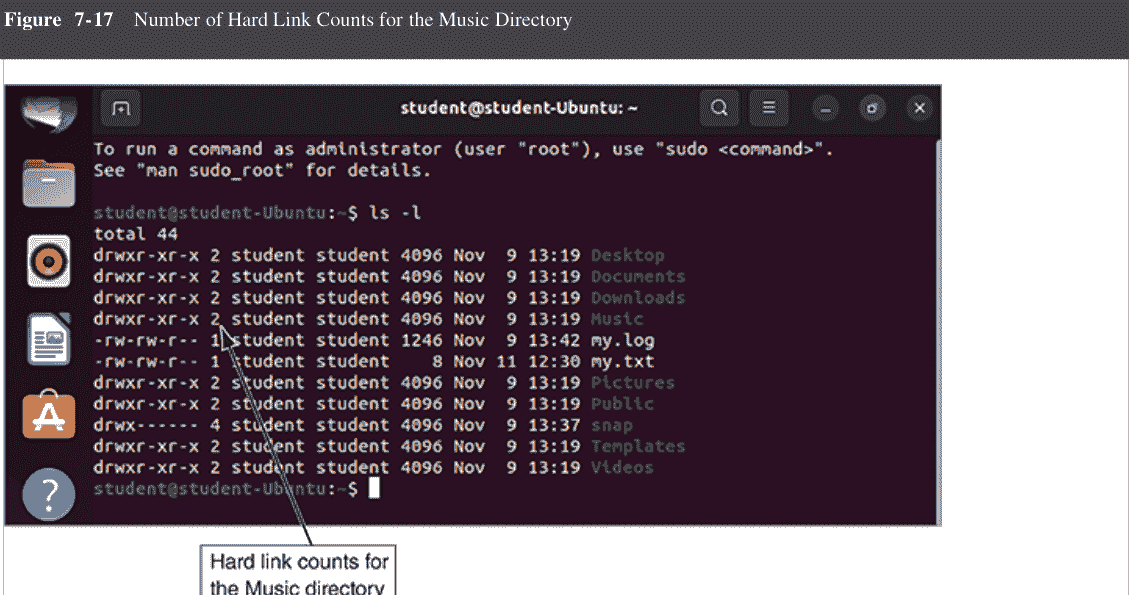 Figure 7-17 Number of Hard Link Counts for the Music Directory
student@student-Ubuntu: ~
To run a command as administrator (user "root"), use "sudo <command>".
See "man sudo_root" for details.
student@student-Ubuntu:~$ ls -l
total 44
drwxr-xr-x 2 student student 4096 Nov  9 13:19 Desktop
drwxr-xr-x 2 student student 4096 Nov  9 13:19 Documents
drwxr-xr-x 2 student student 4096 Nov  9 13:19 Downloads
drwxr-xr-x 2 student student 4096 Nov  9 13:19 Music
-rw-rw-r-- 1 student student 1246 Nov  9 13:42 my.log
-rw-rw-r-- 1 student student    8 Nov 11 12:30 my.txt
drwxr-xr-x 2 student student 4096 Nov  9 13:19 Pictures
drwxr-xr-x 2 student student 4096 Nov  9 13:19 Public
drwx------ 4 student student 4096 Nov  9 13:37 snap
drwxr-xr-x 2 student student 4096 Nov  9 13:19 Templates
drwxr-xr-x 2 student student 4096 Nov  9 13:19 Videos
student@student-Ubuntu:~$
Hard link counts for
the Music directory